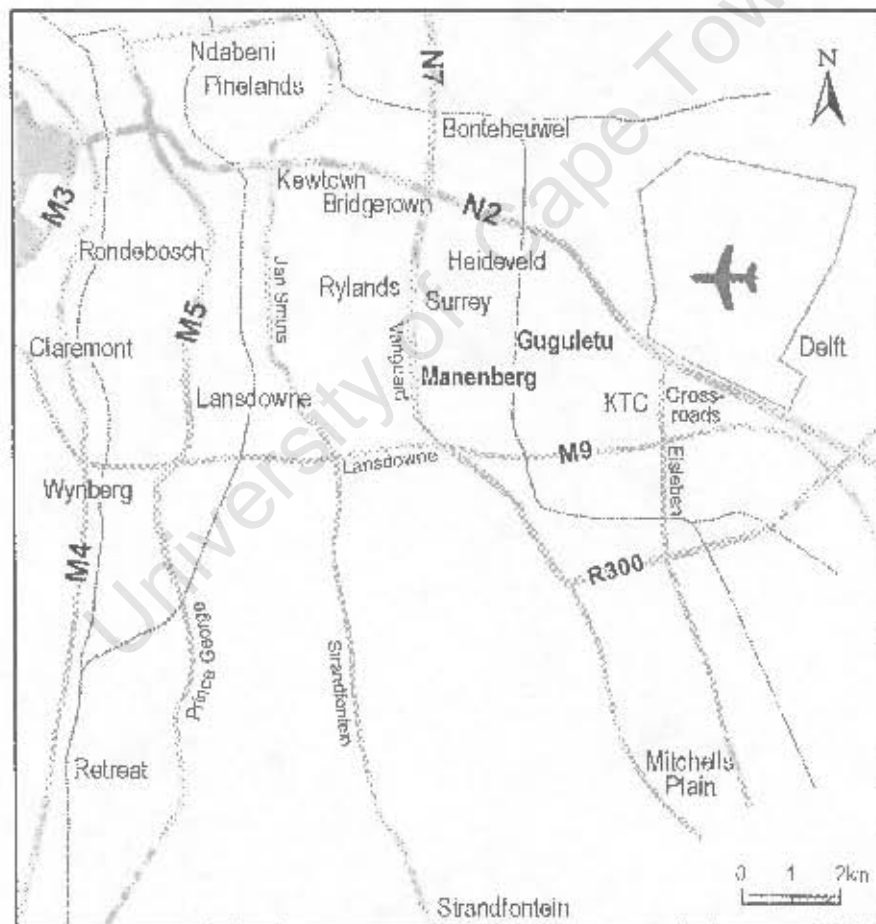 University of Cape Town
Ndabeni
Pinelands
N7
N
Bonteheuwel
Kewtown
Bridgetown
N2
M3
Rondebosch
Heideveld
Jan Smuts
Rylands
Surrey
M5
Claremont
Vanguard
Guguletu
Delft
Manenberg
Lansdowne
KTC
Cross-
roads
Lansdowne
M9
Eisleben
Wynberg
M4
R300
Prince George
Strandfontein
Retreat
Mitchells
Plain
0 1 2km
Strandfontein